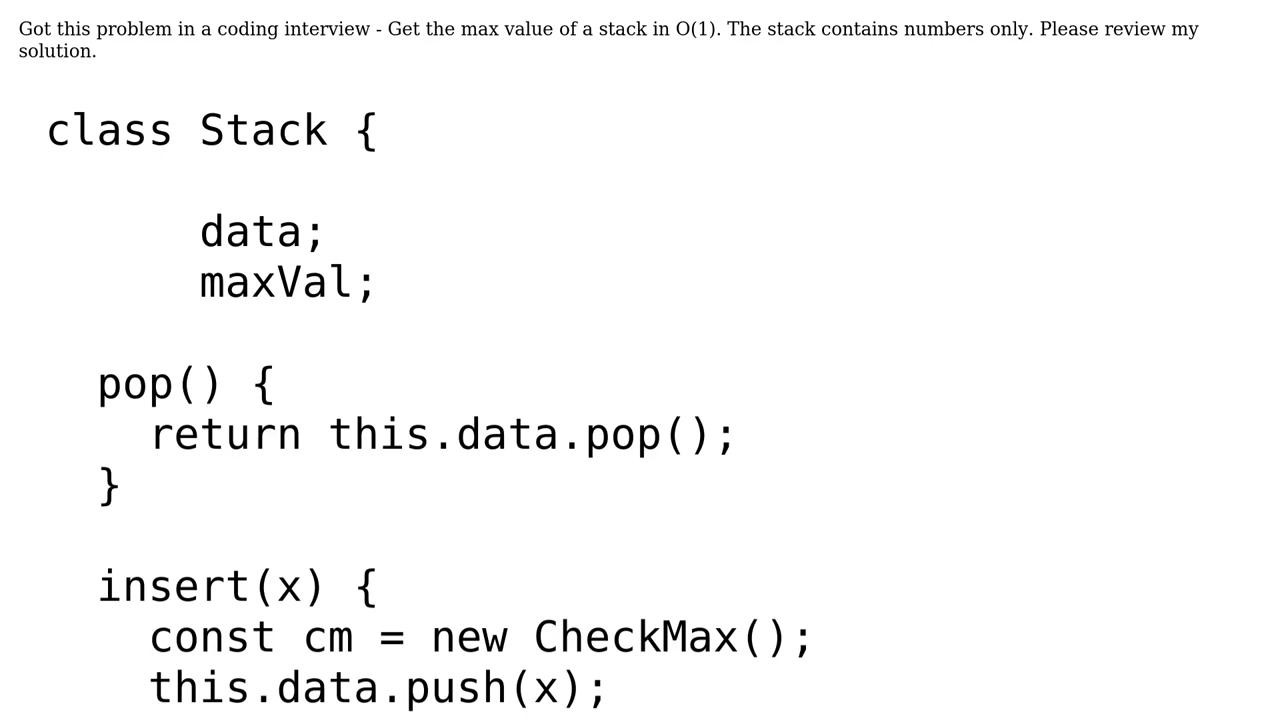 Got this problem in a coding interview - Get the max value of a stack in O(1). The stack contains numbers only. Please review my
solution.
class Stack {
data;
maxVal;
pop() {
return this.data.pop();
}
insert(x) {
const cm = new CheckMax();
this.data.push(x);